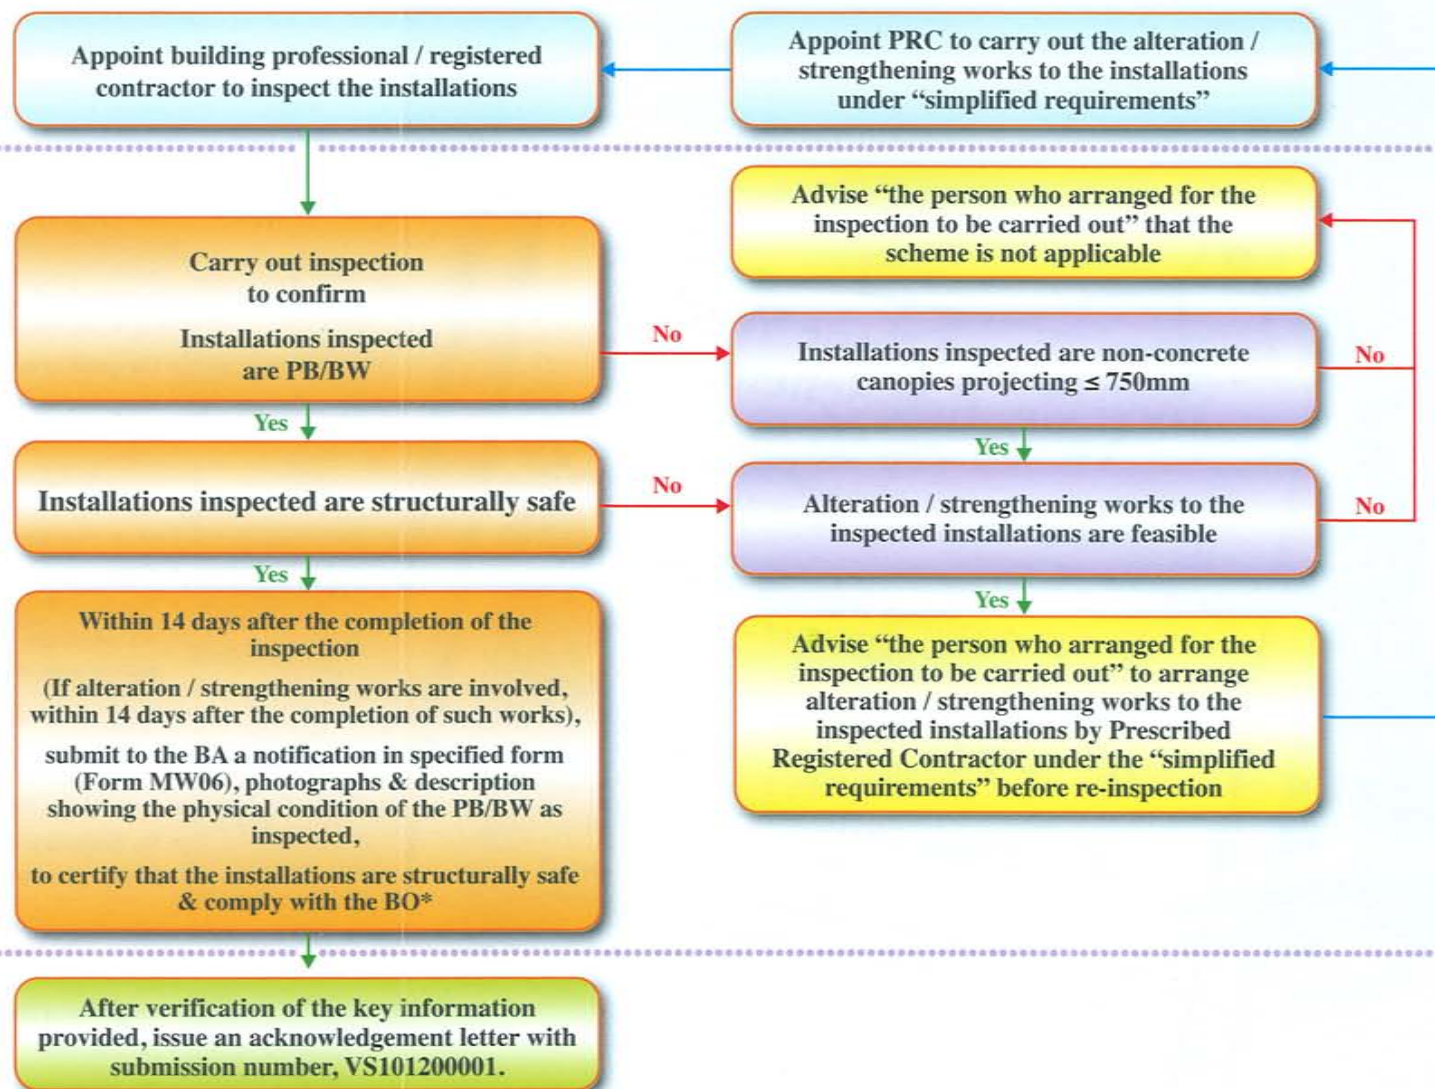 Appoint building professional / registered
contractor to inspect the installations
Appoint PRC to carry out the alteration /
strengthening works to the installations
under “simplified requirements”
Advise “the person who arranged for the
inspection to be carried out” that the
scheme is not applicable
Carry out inspection
to confirm
Installations inspected
are PB/BW
No
Installations inspected are non-concrete
canopies projecting ≤ 750mm
No
Yes
Yes
Installations inspected are structurally safe
No
Alteration / strengthening works to the
inspected installations are feasible
No
Yes
Yes
Within 14 days after the completion of the
inspection
(If alteration / strengthening works are involved,
within 14 days after the completion of such works),
submit to the BA a notification in specified form
(Form MW06), photographs & description
showing the physical condition of the PB/BW as
inspected,
to certify that the installations are structurally safe
& comply with the BO*
Advise “the person who arranged for the
inspection to be carried out” to arrange
alteration / strengthening works to the
inspected installations by Prescribed
Registered Contractor under the “simplified
requirements” before re-inspection
After verification of the key information
provided, issue an acknowledgement letter with
submission number, VS101200001.